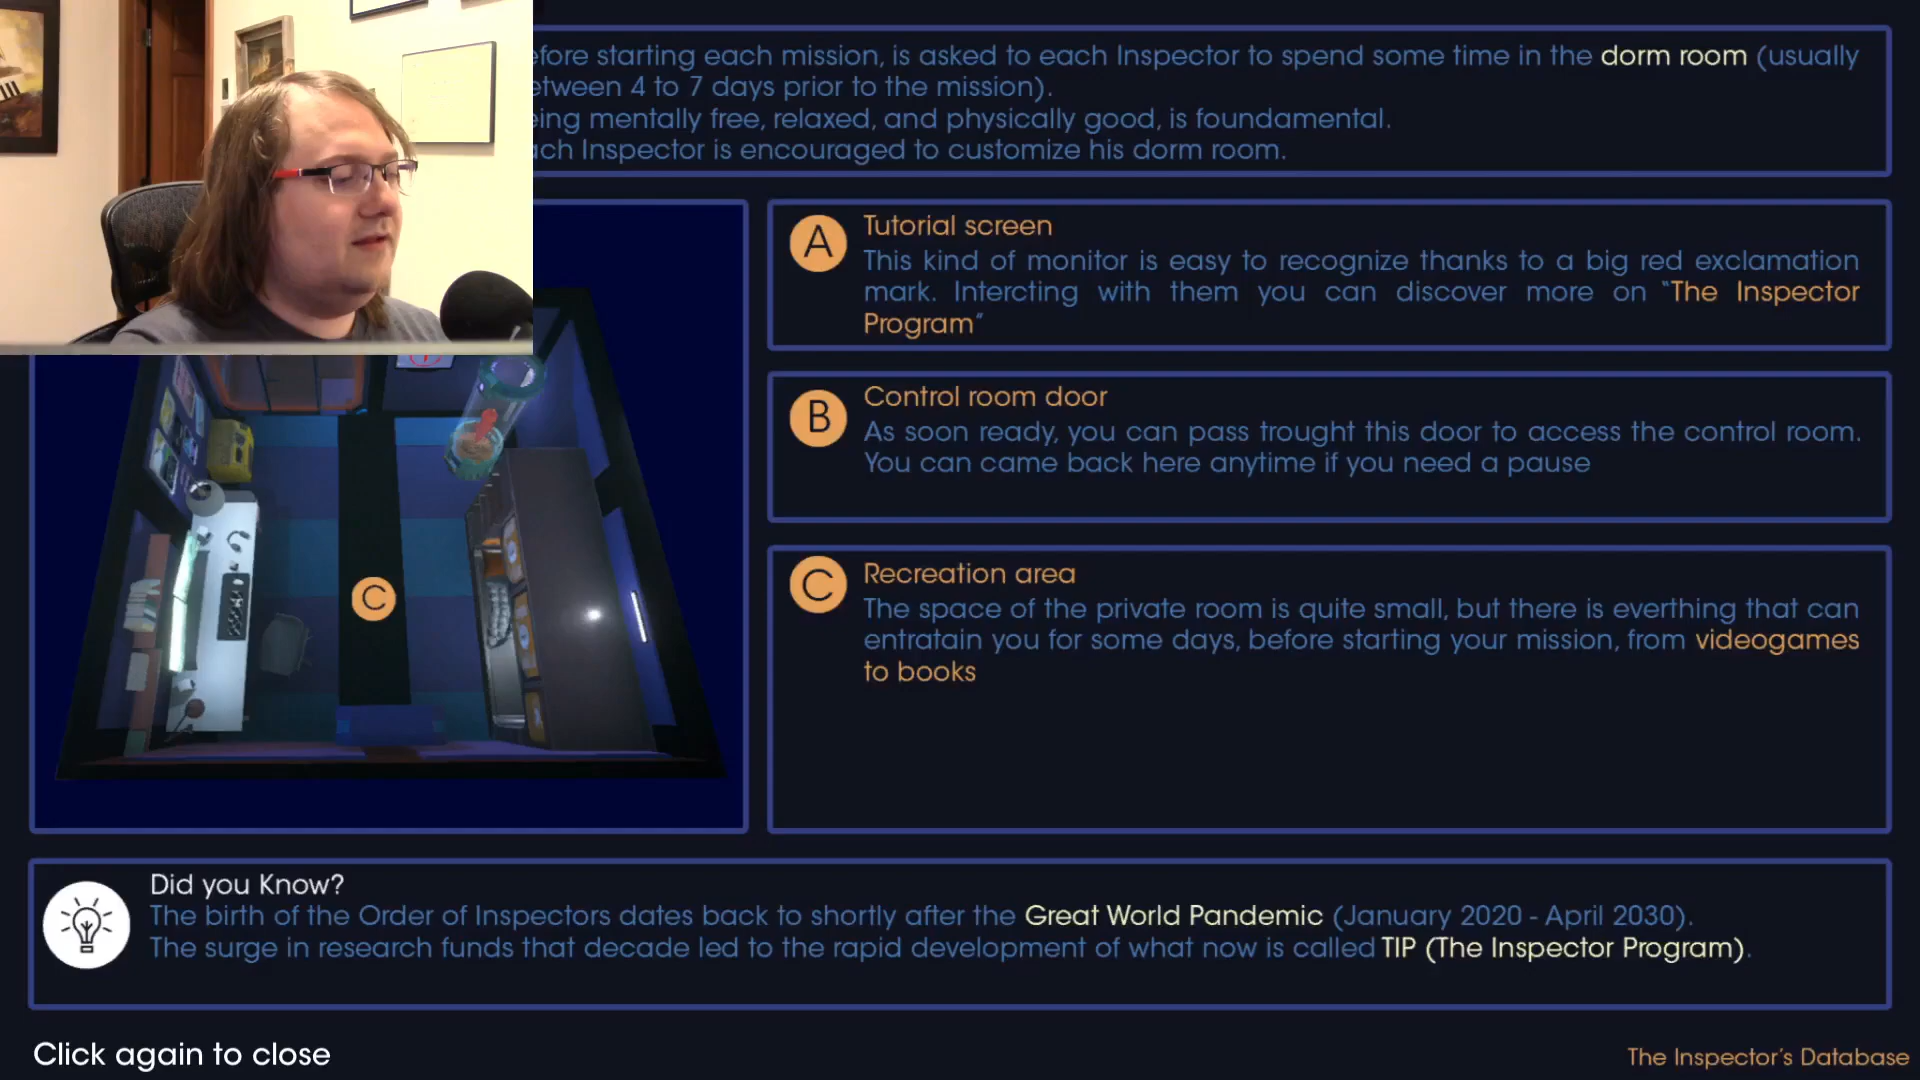 fore starting each mission, is asked to each Inspector to spend some time in the dorm room (usually
tween 4 to 7 days prior to the mission).
ing mentally free, relaxed, and physically good, is foundamental.
ch Inspector is encouraged to customize his dorm room.
A
Tutorial screen
This kind of monitor is easy to recognize thanks to a big red exclamation
mark. Intercting with them you can discover more on “The Inspector
Program”
B
Control room door
As soon ready, you can pass trought this door to access the control room.
You can came back here anytime if you need a pause
C
C
Recreation area
The space of the private room is quite small, but there is everthing that can
entratain you for some days, before starting your mission, from videogames
to books
Did you Know?
The birth of the Order of Inspectors dates back to shortly after the Great World Pandemic (January 2020 - April 2030).
The surge in research funds that decade led to the rapid development of what now is called TIP (The Inspector Program).
Click again to close
The Inspector's Database